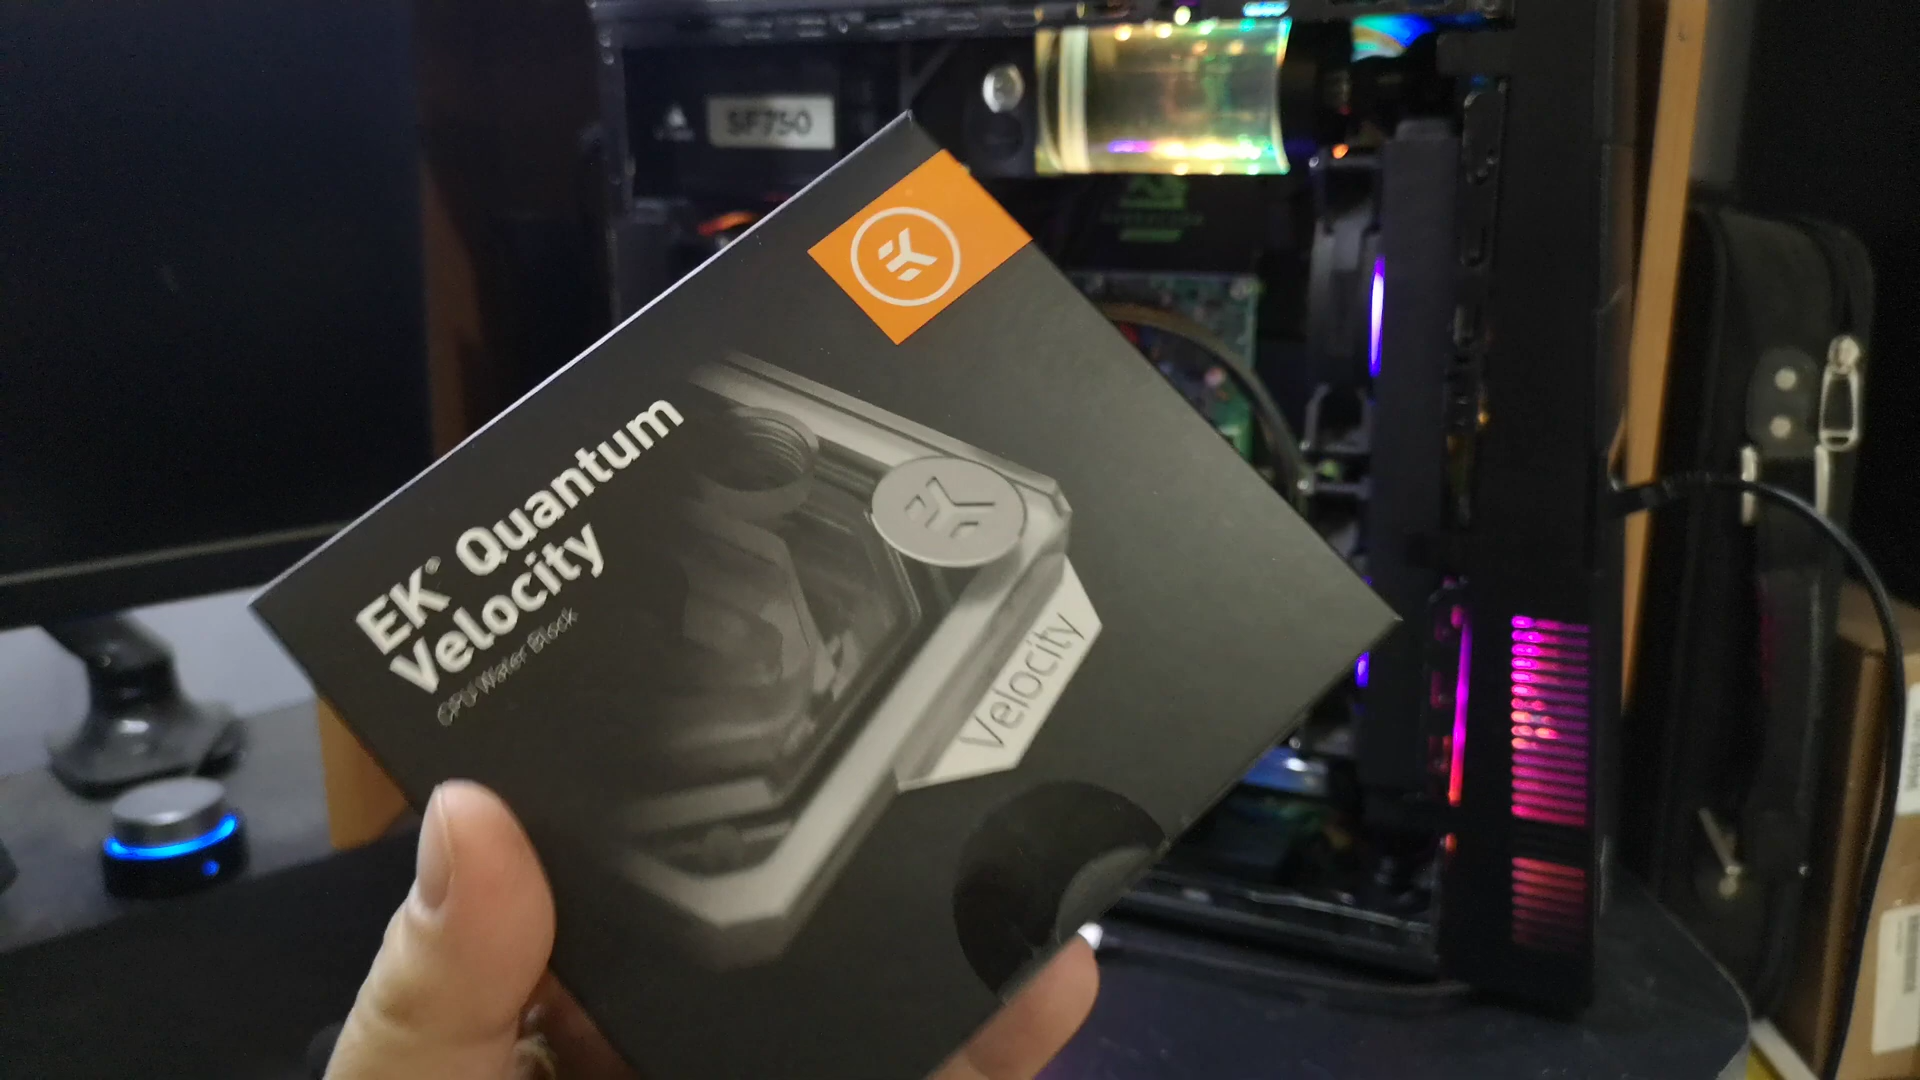 SF750
EK® Quantum
Velocity
CPU Water Block
Velocity